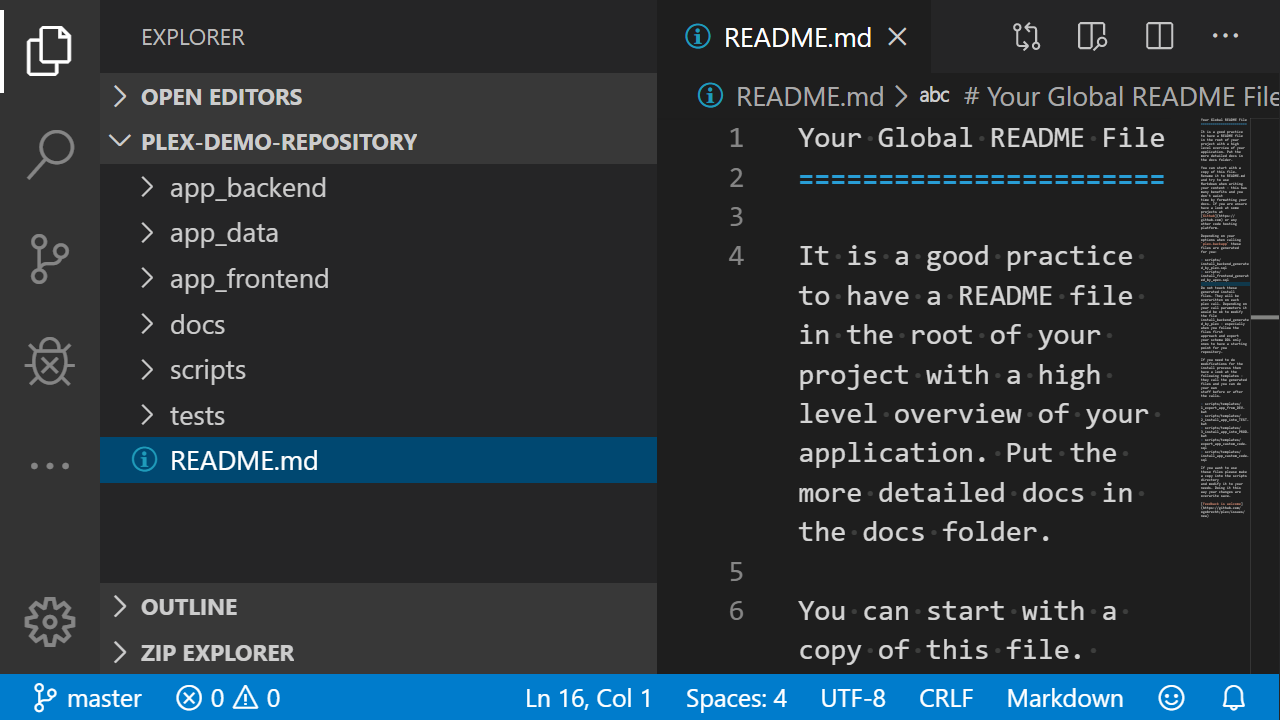 EXPLORER
OPEN EDITORS
PLEX-DEMO-REPOSITORY
app_backend
app_data
app_frontend
docs
scripts
tests
README.md
OUTLINE
ZIP EXPLORER
README.md
README.md abc # Your Global README File
1 Your Global README File
2 =======================
3
4 It is a good practice
to have a README file
in the root of your
project with a high
level overview of your
application. Put the
more detailed docs in
the docs folder.
5
6 You can start with a
copy of this file.
master 0 0 Ln 16, Col 1 Spaces: 4 UTF-8 CRLF Markdown